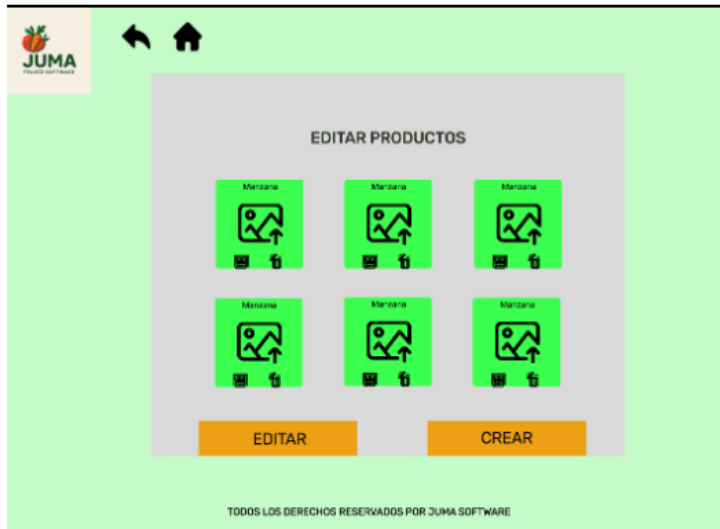 JUMA
EDITAR PRODUCTOS
Manzana
Manzana
Manzana
Manzana
Manzana
Manzana
EDITAR
CREAR
TODOS LOS DERECHOS RESERVADOS POR JUMA SOFTWARE